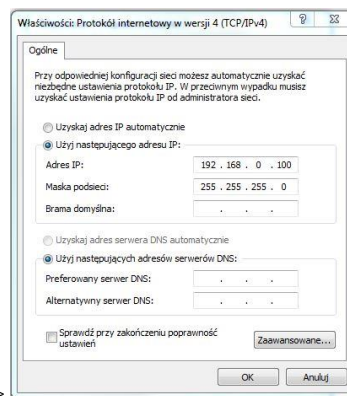 Właściwości: Protokół internetowy w wersji 4 (TCP/IPv4)
Ogólne
Przy odpowiedniej konfiguracji sieci możesz automatycznie uzyskać
niezbędne ustawienia protokołu IP. W przeciwnym wypadku musisz
uzyskać ustawienia protokołu IP od administratora sieci.
Uzyskaj adres IP automatycznie
Użyj następującego adresu IP:
Adres IP: 192 . 168 . 0 . 100
Maska podsieci: 255 . 255 . 255 . 0
Brama domyślna: . . .
Uzyskaj adres serwera DNS automatycznie
Użyj następujących adresów serwerów DNS:
Preferowany serwer DNS: . . .
Alternatywny serwer DNS: . . .
Sprawdź przy zakończeniu poprawność
ustawień
Zaawansowane...
OK Anuluj